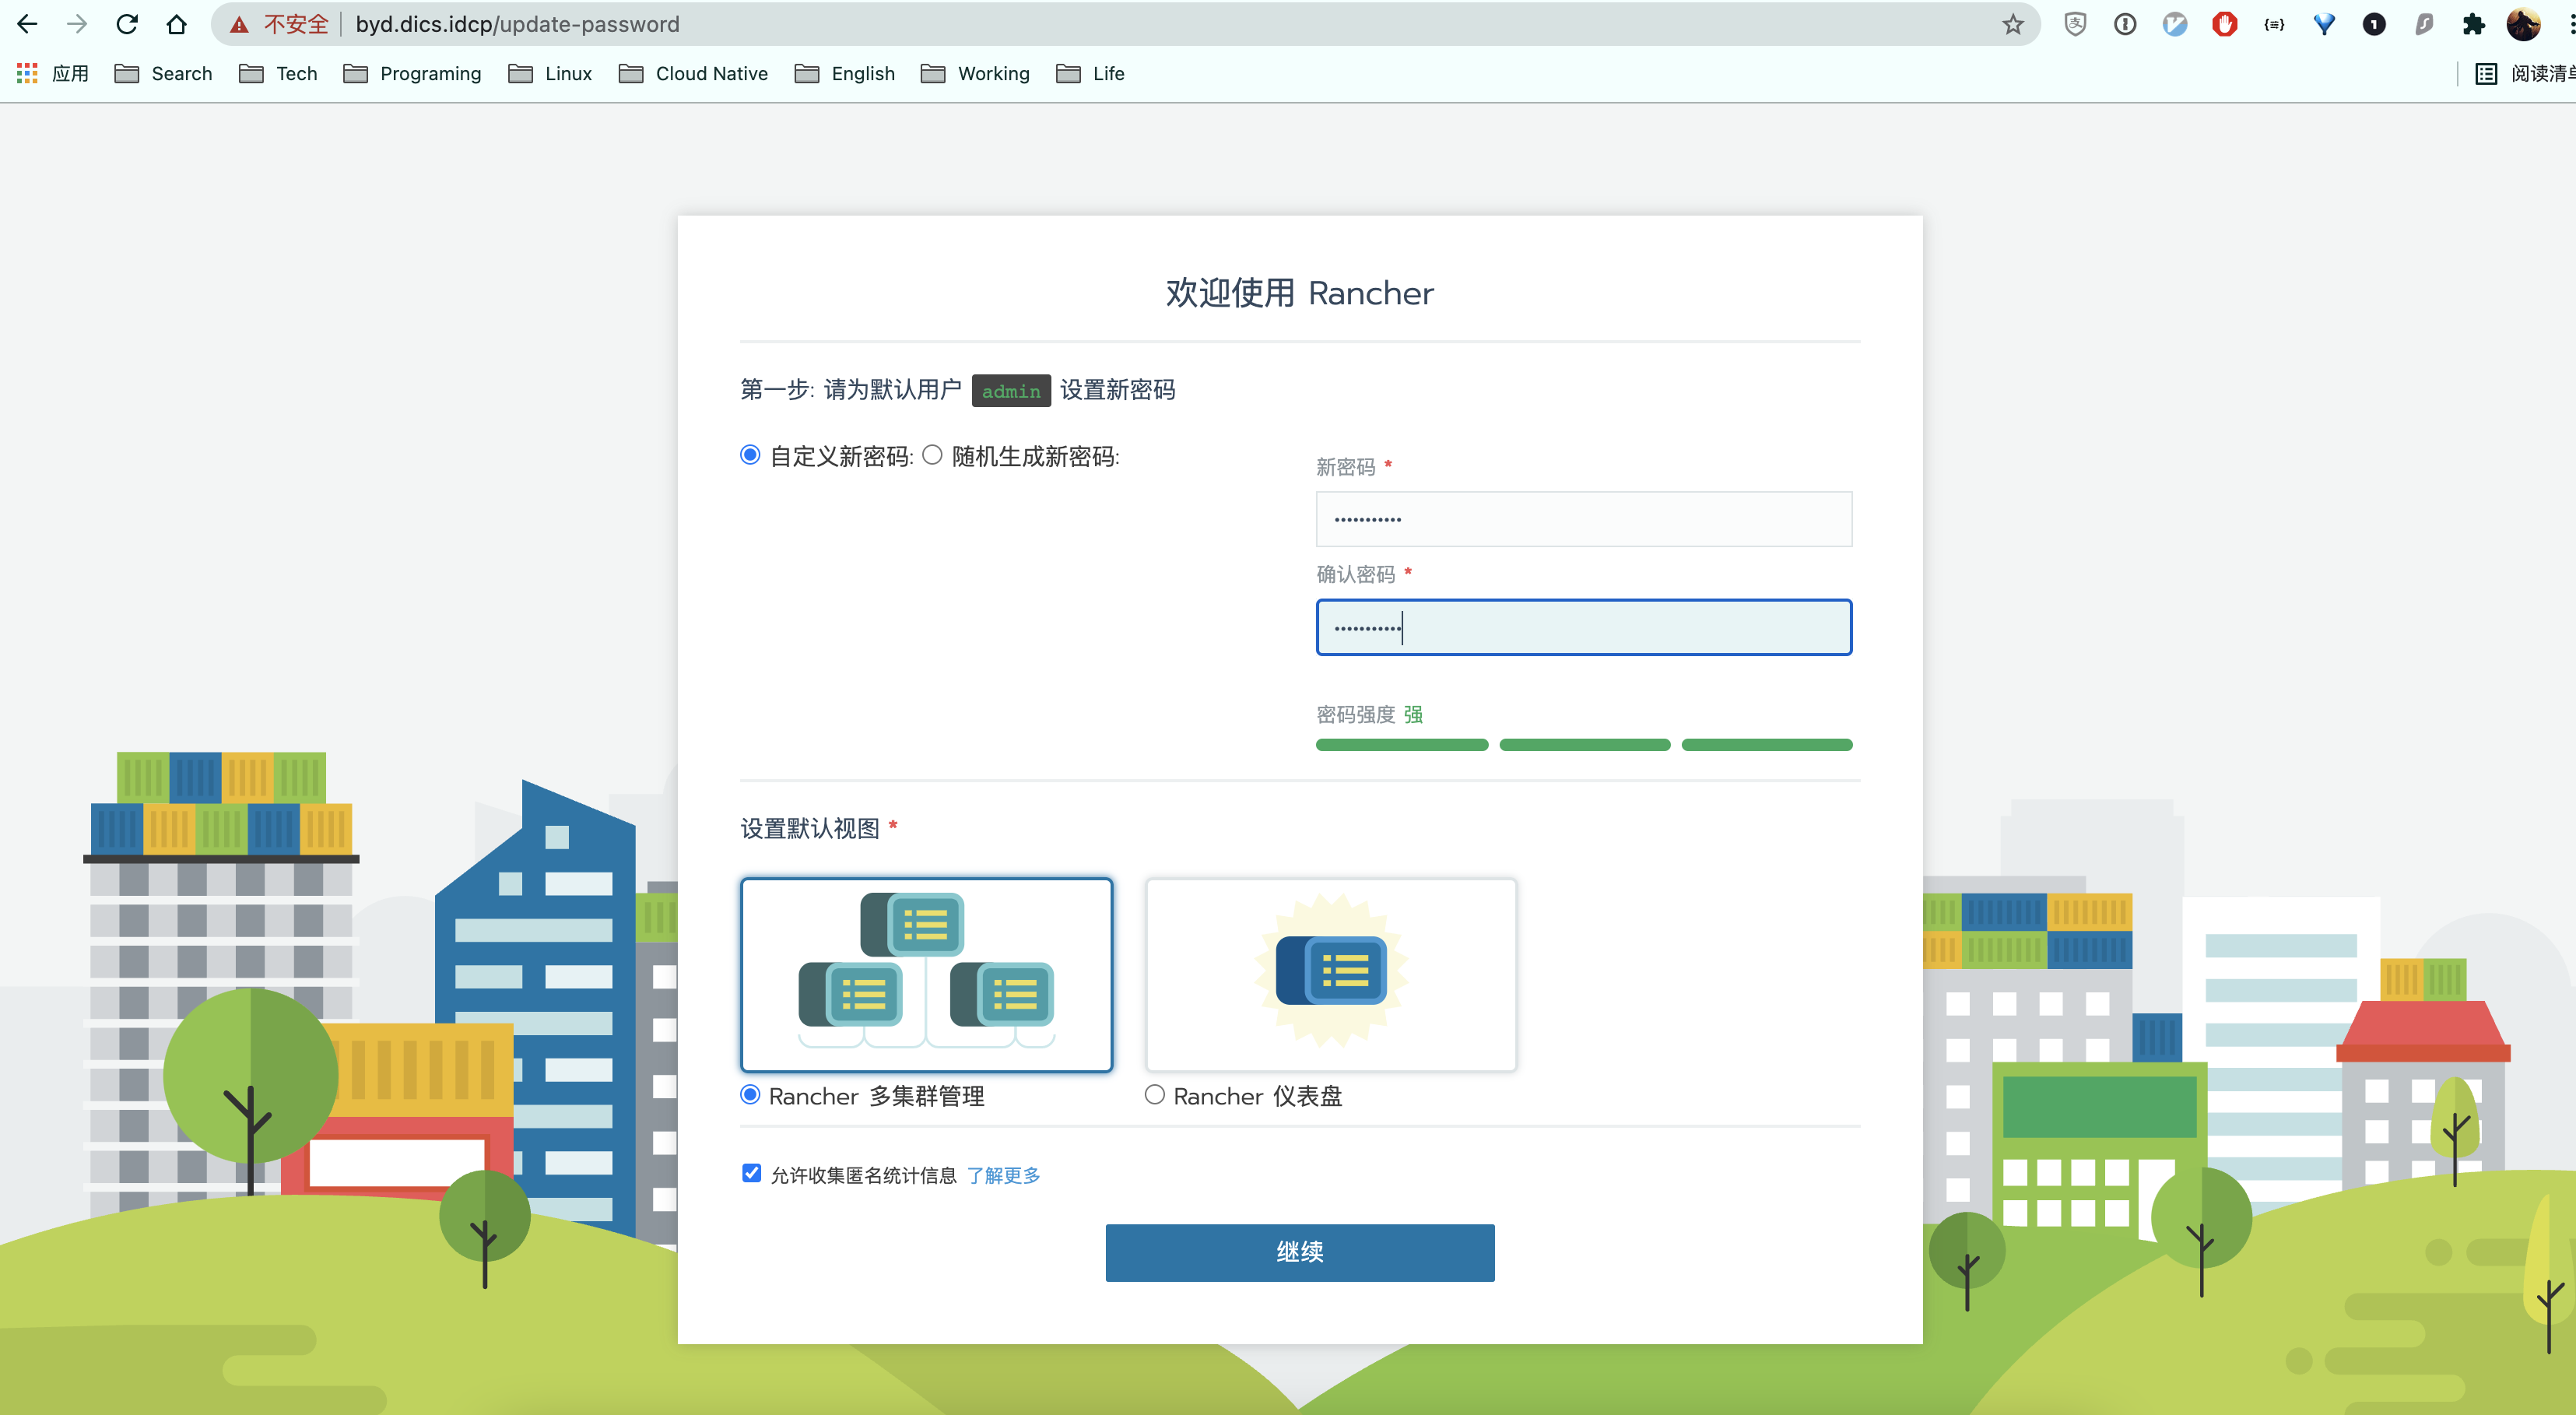 不安全 byd.dics.idcp/update-password
应用 Search Tech Programing Linux Cloud Native English Working Life
欢迎使用 Rancher
第一步: 请为默认用户 admin 设置新密码
自定义新密码: 随机生成新密码:
新密码 *
•••••••••••
确认密码 *
•••••••••••
密码强度 强
设置默认视图 *
Rancher 多集群管理 Rancher 仪表盘
允许收集匿名统计信息 了解更多
继续